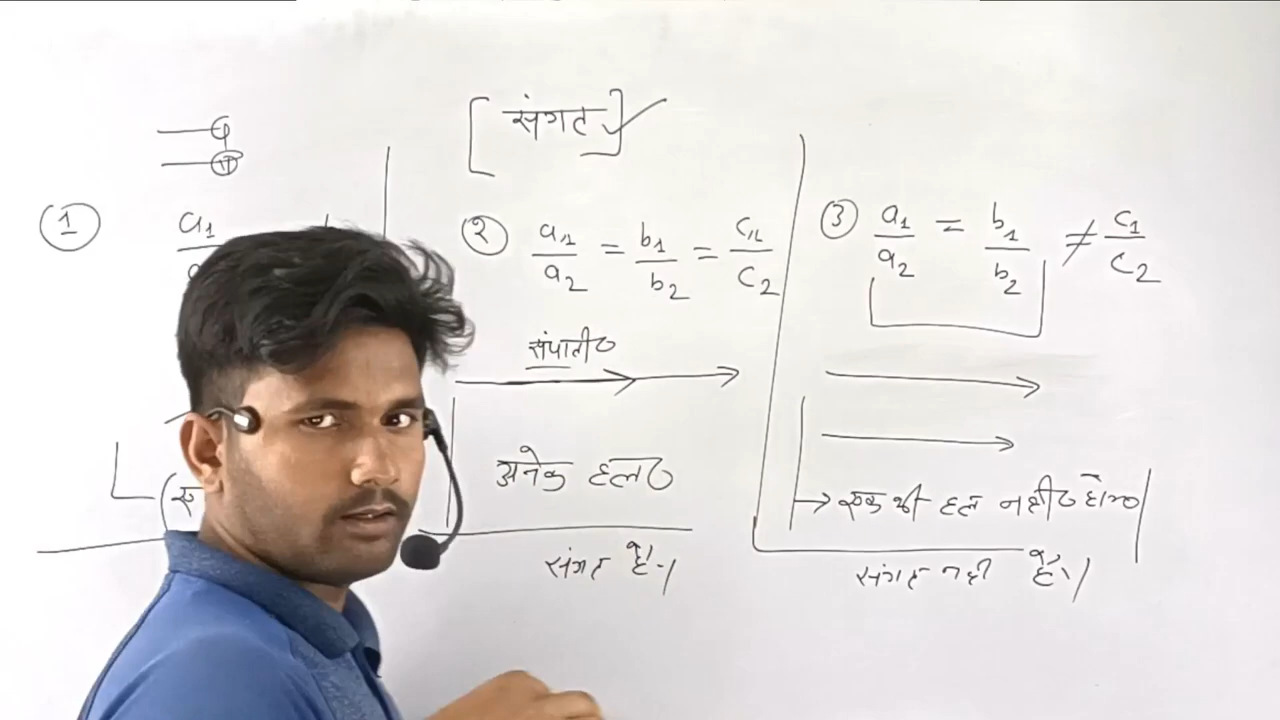 [संगत]
① a₁/a
② a₁/a₂ = b₁/b₂ = c₁/c₂
संपाती
अनेक हल
संगत है।
③ a₁/a₂ = b₁/b₂ ≠ c₁/c₂
एक भी हल नहीं होगा
संगत नही है।